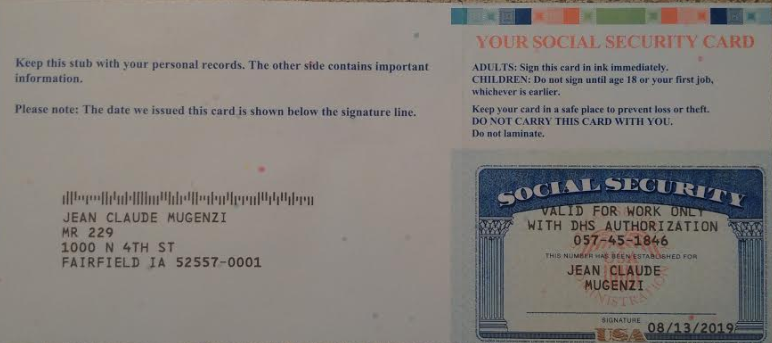 Keep this stub with your personal records. The other side contains important
information.
Please note: The date we issued this card is shown below the signature line.
JEAN CLAUDE MUGENZI
MR 229
1000 N 4TH ST
FAIRFIELD IA 52557-0001
YOUR SOCIAL SECURITY CARD
ADULTS: Sign this card in ink immediately.
CHILDREN: Do not sign until age 18 or your first job,
whichever is earlier.
Keep your card in a safe place to prevent loss or theft.
DO NOT CARRY THIS CARD WITH YOU.
Do not laminate.
SOCIAL SECURITY
VALID FOR WORK ONLY
WITH DHS AUTHORIZATION
057-45-1846
THIS NUMBER HAS BEEN ESTABLISHED FOR
JEAN CLAUDE
MUGENZI
SIGNATURE
USA 08/13/2019